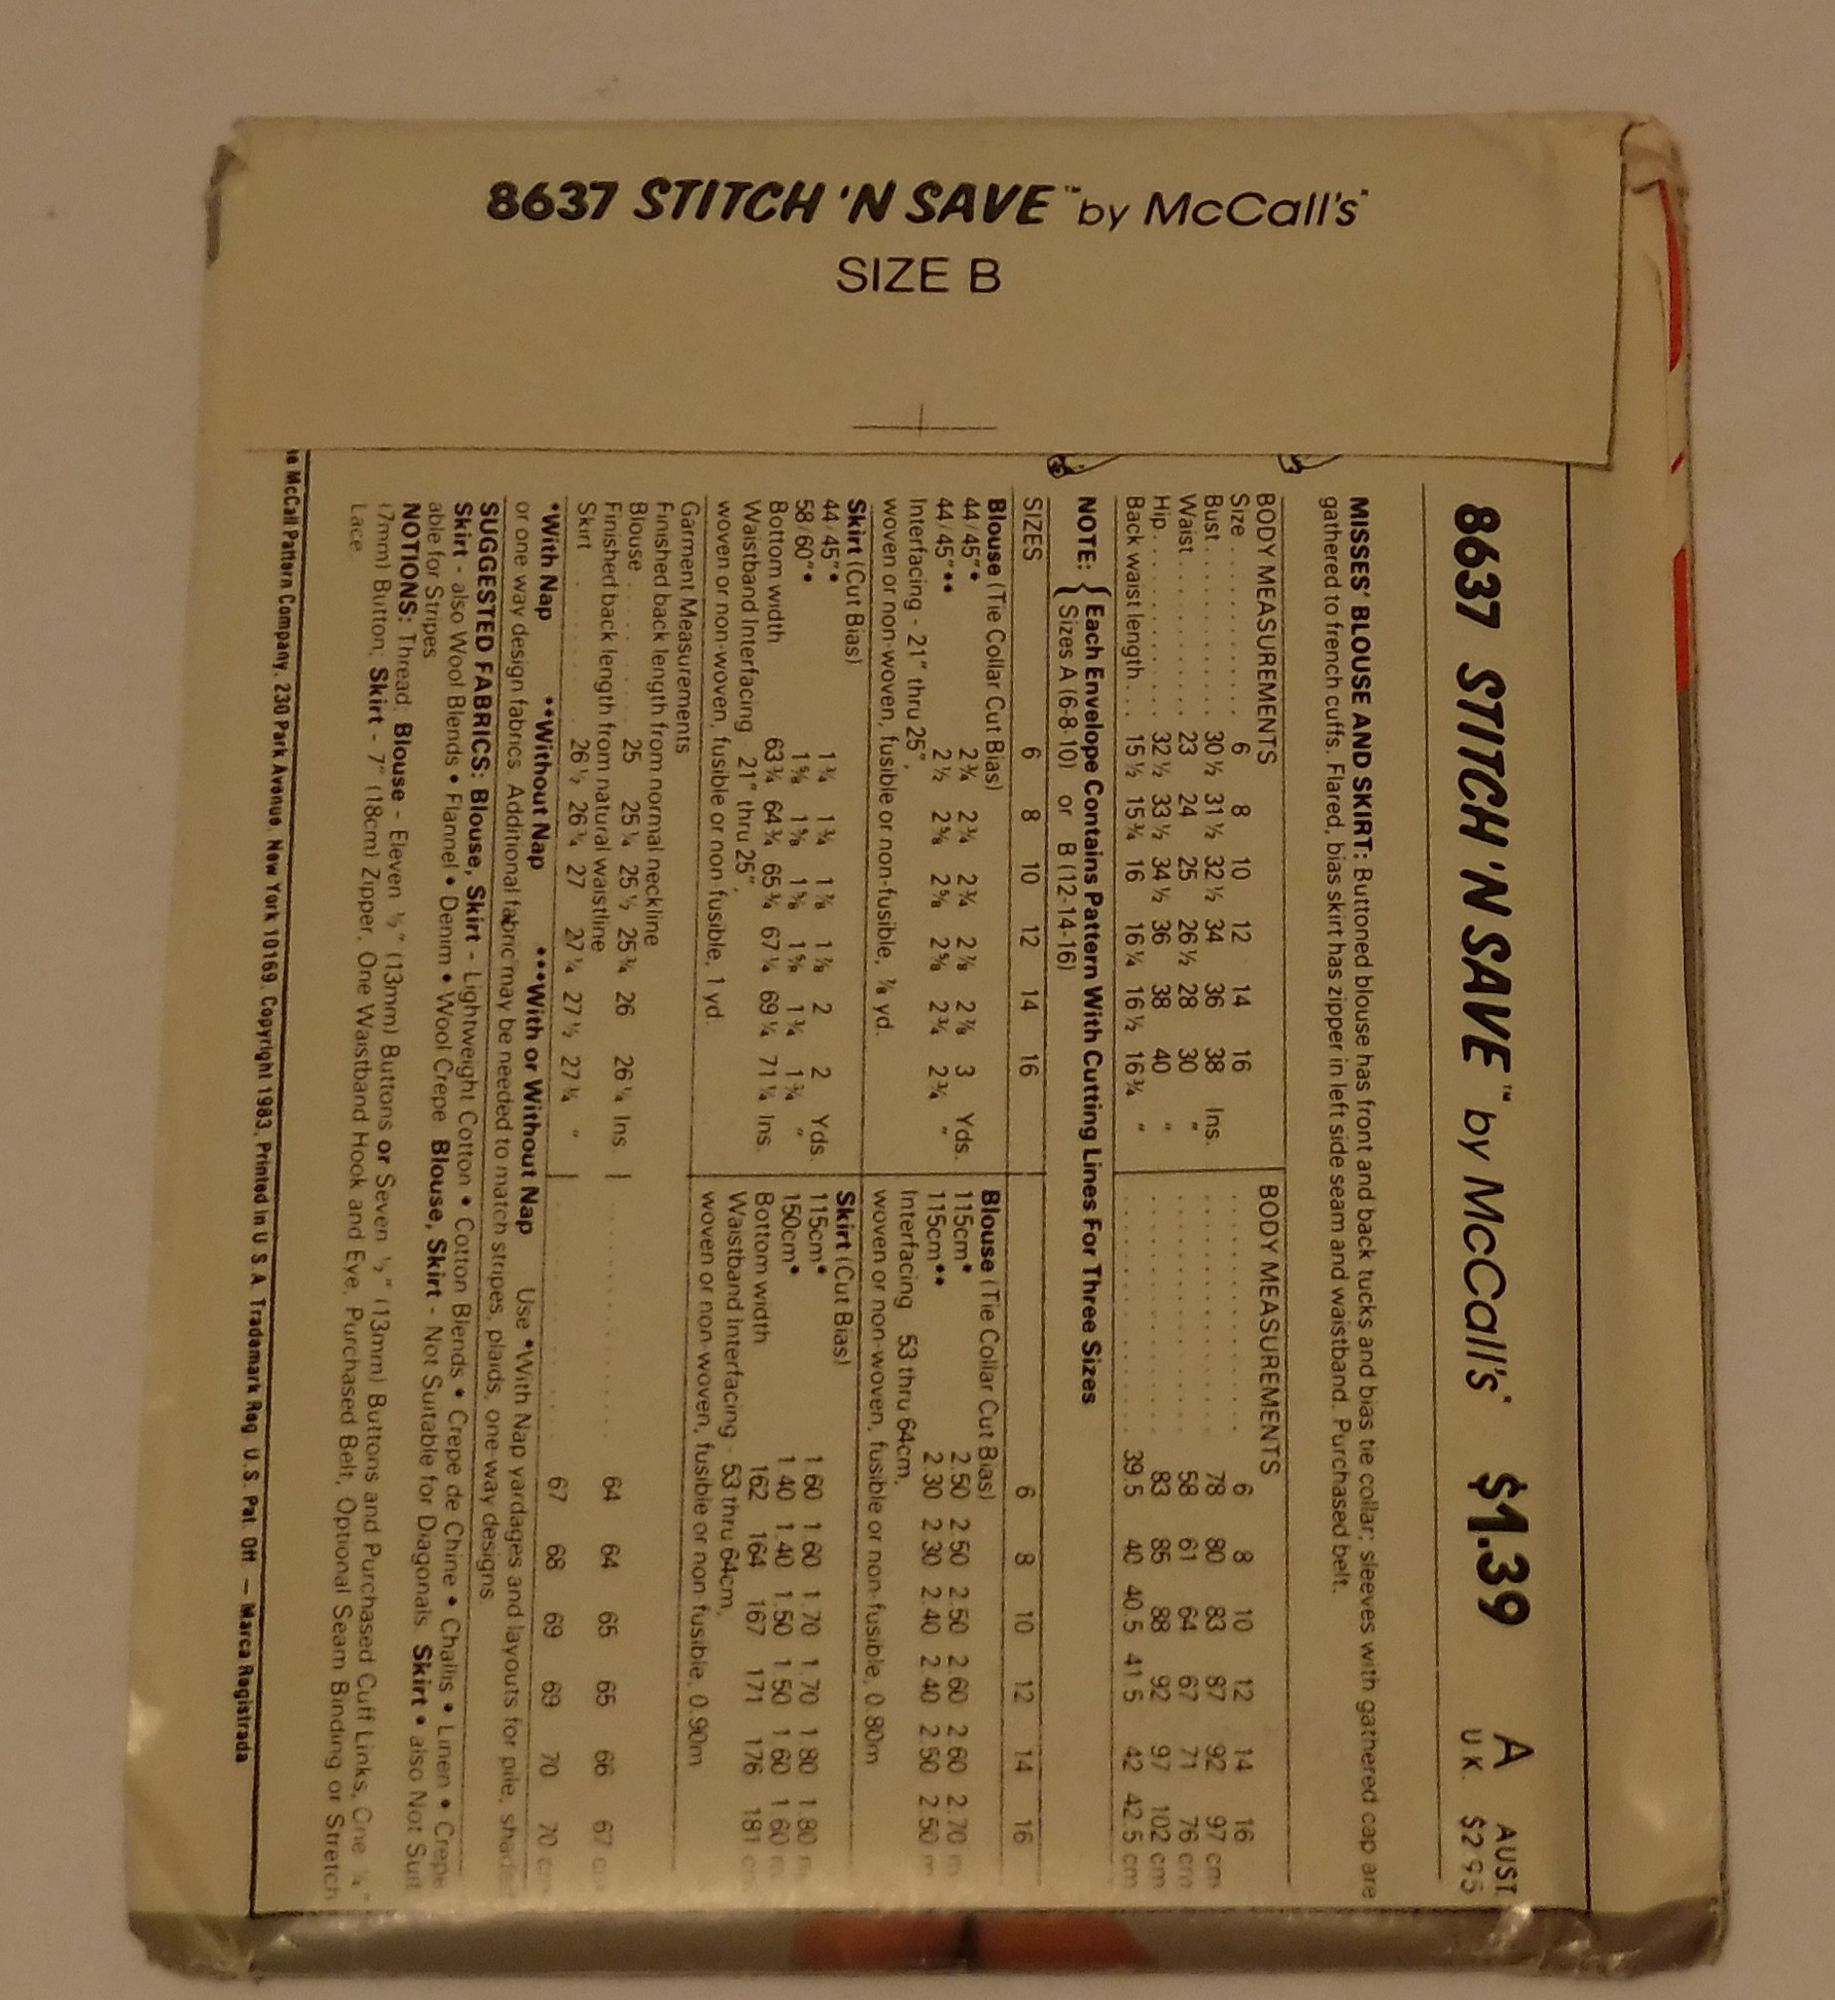 8637 STITCH 'N SAVE™ by McCall's
SIZE B
8637 STITCH 'N SAVE™ by McCall's $1.39 A AUST.
U.K. $2.95
MISSES' BLOUSE AND SKIRT: Buttoned blouse has front and back tucks and bias tie collar; sleeves with gathered cap are
gathered to french cuffs. Flared, bias skirt has zipper in left side seam and waistband. Purchased belt.
BODY MEASUREMENTS
Size 6 8 10 12 14 16
Bust 30½ 31½ 32½ 34 36 38 Ins.
Waist 23 24 25 26½ 28 30 "
Hip 32½ 33½ 34½ 36 38 40 "
Back waist length 15½ 15¾ 16 16¼ 16½ 16¾ "
BODY MEASUREMENTS
6 8 10 12 14 16
78 80 83 87 92 97 cm
58 61 64 67 71 76 cm
83 85 88 92 97 102 cm
39.5 40 40.5 41.5 42 42.5 cm
NOTE: { Each Envelope Contains Pattern With Cutting Lines For Three Sizes
Sizes A (6-8-10) or B (12-14-16)
SIZES 6 8 10 12 14 16
Blouse (Tie Collar Cut Bias)
44/45"* 2¾ 2¾ 2¾ 2⅞ 2⅞ 3 Yds.
44/45"** 2½ 2⅝ 2⅝ 2⅝ 2¾ 2¾ "
Interfacing - 21" thru 25",
woven or non-woven, fusible or non-fusible, ⅞ yd.
Skirt (Cut Bias)
44/45"* 1¾ 1¾ 1⅞ 1⅞ 2 2 Yds.
58/60"* 1⅝ 1⅝ 1⅝ 1⅝ 1¾ 1¾ "
Bottom width 63¾ 64¾ 65¾ 67¼ 69¼ 71¼ Ins.
Waistband Interfacing - 21" thru 25",
woven or non-woven, fusible or non-fusible, 1 yd.
6 8 10 12 14 16
Blouse (Tie Collar Cut Bias)
115cm* 2.50 2.50 2.50 2.60 2.60 2.70 m
115cm** 2.30 2.30 2.40 2.40 2.50 2.50 m
Interfacing 53 thru 64cm,
woven or non-woven, fusible or non-fusible, 0.80m
Skirt (Cut Bias)
115cm* 1.60 1.60 1.70 1.70 1.80 1.80 m
150cm* 1.40 1.40 1.50 1.50 1.60 1.60 m
Bottom width 162 164 167 171 176 181 cm
Waistband Interfacing - 53 thru 64cm,
woven or non-woven, fusible or non-fusible, 0.90m
Garment Measurements
Finished back length from normal neckline
Blouse 25 25¼ 25½ 25¾ 26 26¼ Ins. 64 64 65 65 66 67 cm
Finished back length from natural waistline
Skirt 26½ 26¾ 27 27¼ 27½ 27¾ " 67 68 69 69 70 70 cm
*With Nap **Without Nap ***With or Without Nap Use *With Nap yardages and layouts for pile, shaded
or one way design fabrics. Additional fabric may be needed to match stripes, plaids, one-way designs.
SUGGESTED FABRICS: Blouse, Skirt - Lightweight Cotton • Cotton Blends • Crepe de Chine • Challis • Linen • Crepe
Skirt - also Wool Blends • Flannel • Denim • Wool Crepe Blouse, Skirt - Not Suitable for Diagonals. Skirt • also Not Suit
able for Stripes
NOTIONS: Thread; Blouse - Eleven ½" (13mm) Buttons or Seven ½" (13mm) Buttons and Purchased Cuff Links, One ¼"
(7mm) Button; Skirt - 7" (18cm) Zipper, One Waistband Hook and Eye, Purchased Belt, Optional Seam Binding or Stretch
Lace.
McCall Pattern Company, 230 Park Avenue, New York 10169. Copyright 1983, Printed in U.S.A. Trademark Reg. U.S. Pat. Off. — Marca Registrada